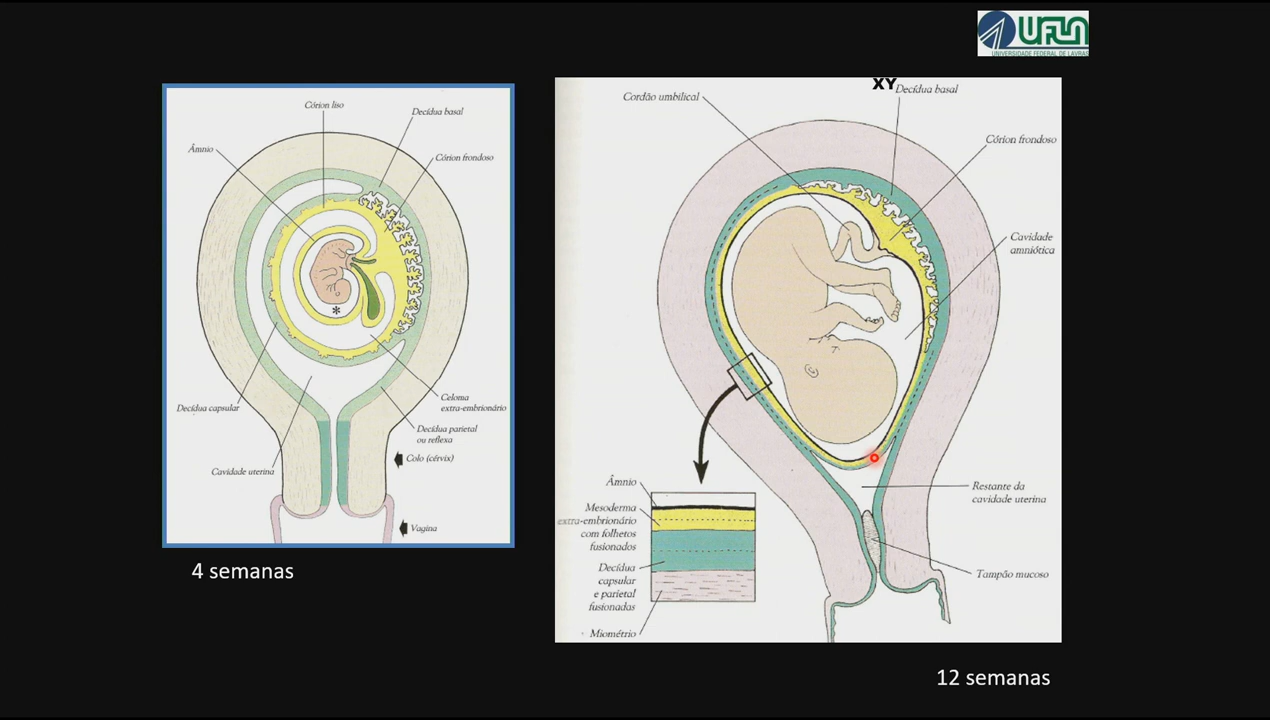 UFLA
UNIVERSIDADE FEDERAL DE LAVRAS
Córion liso
Decídua basal
Âmnio
Córion frondoso
*
Decídua capsular
Celoma
extra-embrionário
Decídua parietal
ou reflexa
Cavidade uterina
Colo (cérvix)
Vagina
4 semanas
XY
Cordão umbilical
Decídua basal
Córion frondoso
Cavidade
amniótica
Âmnio
Mesoderma
extra-embrionário
com folhetos
fusionados
Decídua
capsular
e parietal
fusionadas
Miométrio
Restante da
cavidade uterina
Tampão mucoso
12 semanas